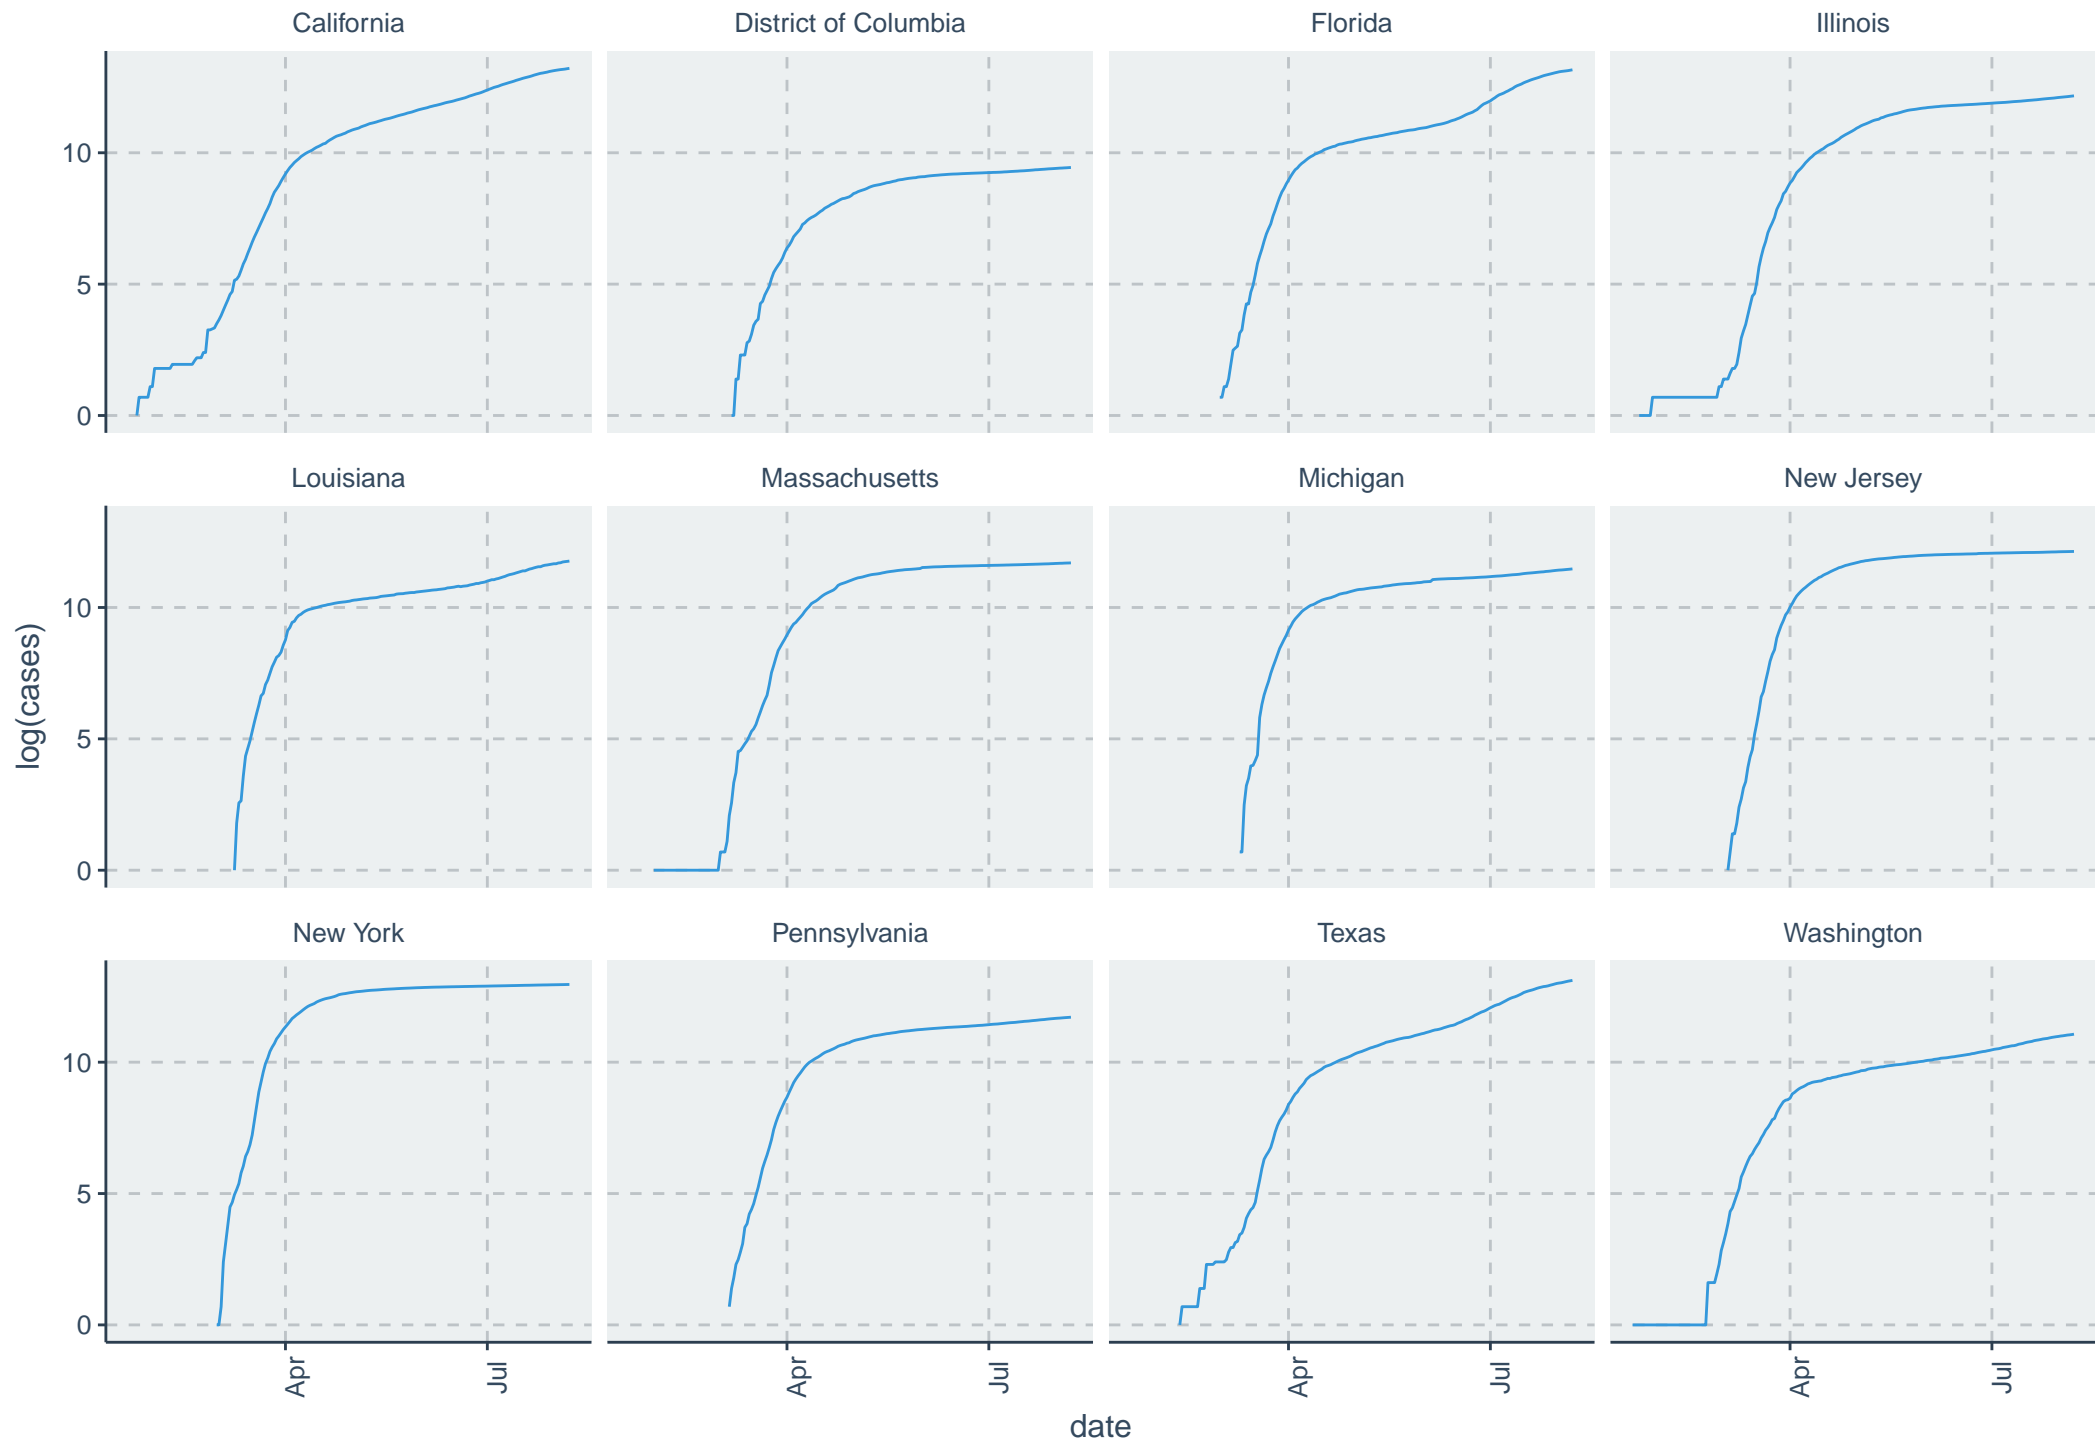 California
District of Columbia
Florida
Illinois
10
5
0
Louisiana
Massachusetts
Michigan
New Jersey
10
5
0
log(cases)
New York
Pennsylvania
Texas
Washington
10
5
0
Apr
Jul
Apr
Jul
Apr
Jul
Apr
Jul
date